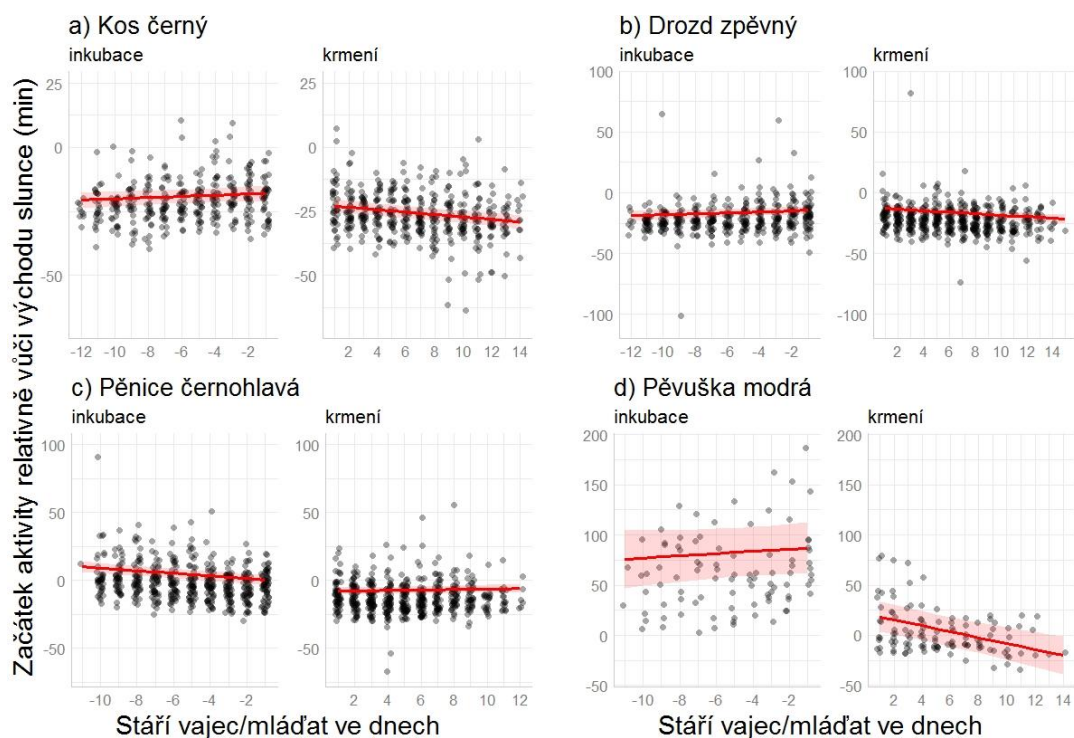 Začátek aktivity relativně vůči východu slunce (min)
a) Kos černý
inkubace
krmení
25
0
-25
-50
25
0
-25
-50
-12 -10 -8 -6 -4 -2
2 4 6 8 10 12 14
b) Drozd zpěvný
inkubace
krmení
100
50
0
-50
-100
100
50
0
-50
-100
-12 -10 -8 -6 -4 -2
2 4 6 8 10 12 14
c) Pěnice černohlavá
inkubace
krmení
100
50
0
-50
100
50
0
-50
-10 -8 -6 -4 -2
2 4 6 8 10 12
Stáří vajec/mláďat ve dnech
d) Pěvuška modrá
inkubace
krmení
200
150
100
50
0
-50
200
150
100
50
0
-50
-10 -8 -6 -4 -2
2 4 6 8 10 12 14
Stáří vajec/mláďat ve dnech